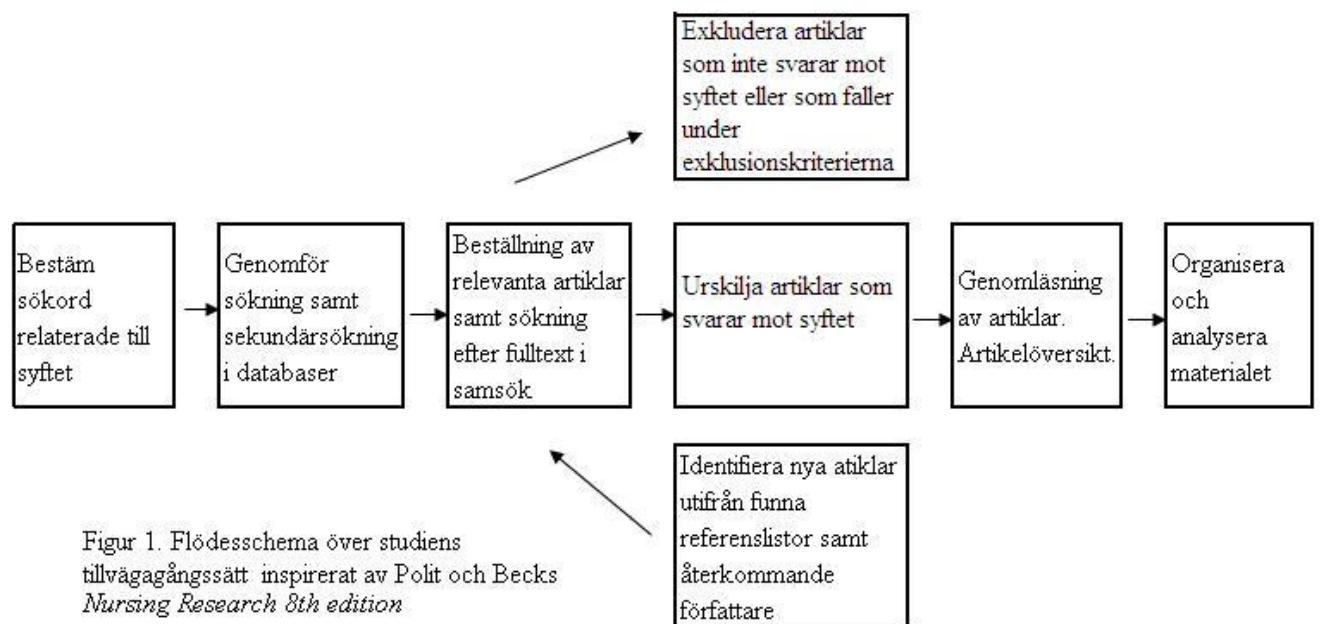 Exkludera artiklar
som inte svarar mot
syftet eller som faller
under
exklusionskriterierna
Bestäm
sökord
relaterade till
syftet
Genomför
sökning samt
sekundärsökning
i databaser
Beställning av
relevanta artiklar
samt sökning
efter fulltext i
samsök
Urskilja artiklar som
svarar mot syftet
Genomläsning
av artiklar.
Artikelöversikt.
Organisera
och
analysera
materialet
Identifiera nya atiklar
utifrån funna
referenslistor samt
återkommande
författare
Figur 1. Flödesschema över studiens
tillvägagångssätt inspirerat av Polit och Becks
Nursing Research 8th edition